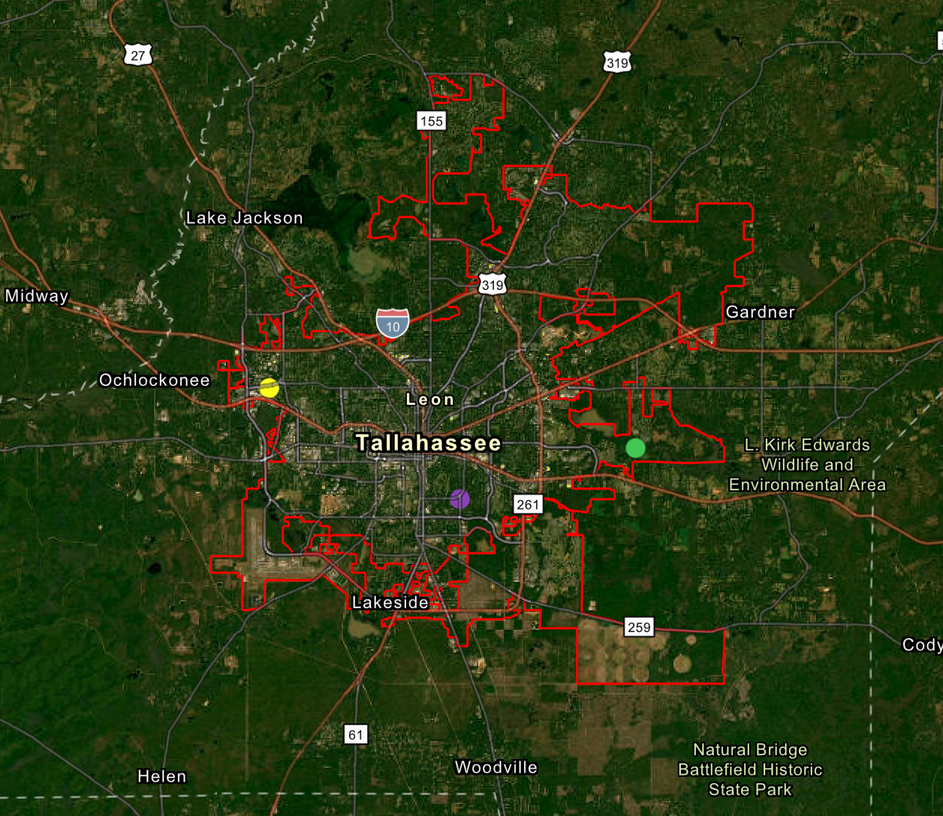 27
319
155
Lake Jackson
319
Midway
Gardner
10
Ochlockonee
Leon
Tallahassee
L. Kirk Edwards
Wildlife and
Environmental Area
261
Lakeside
259
Cody
61
Natural Bridge
Battlefield Historic
State Park
Woodville
Helen